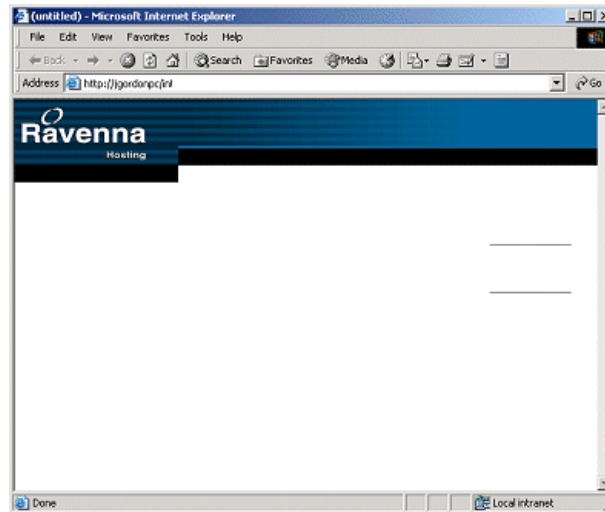 (untitled) - Microsoft Internet Explorer
File Edit View Favorites Tools Help
Back Search Favorites Media
Address http://jgordonpc/inl Go
Ravenna
Hosting
Done Local intranet